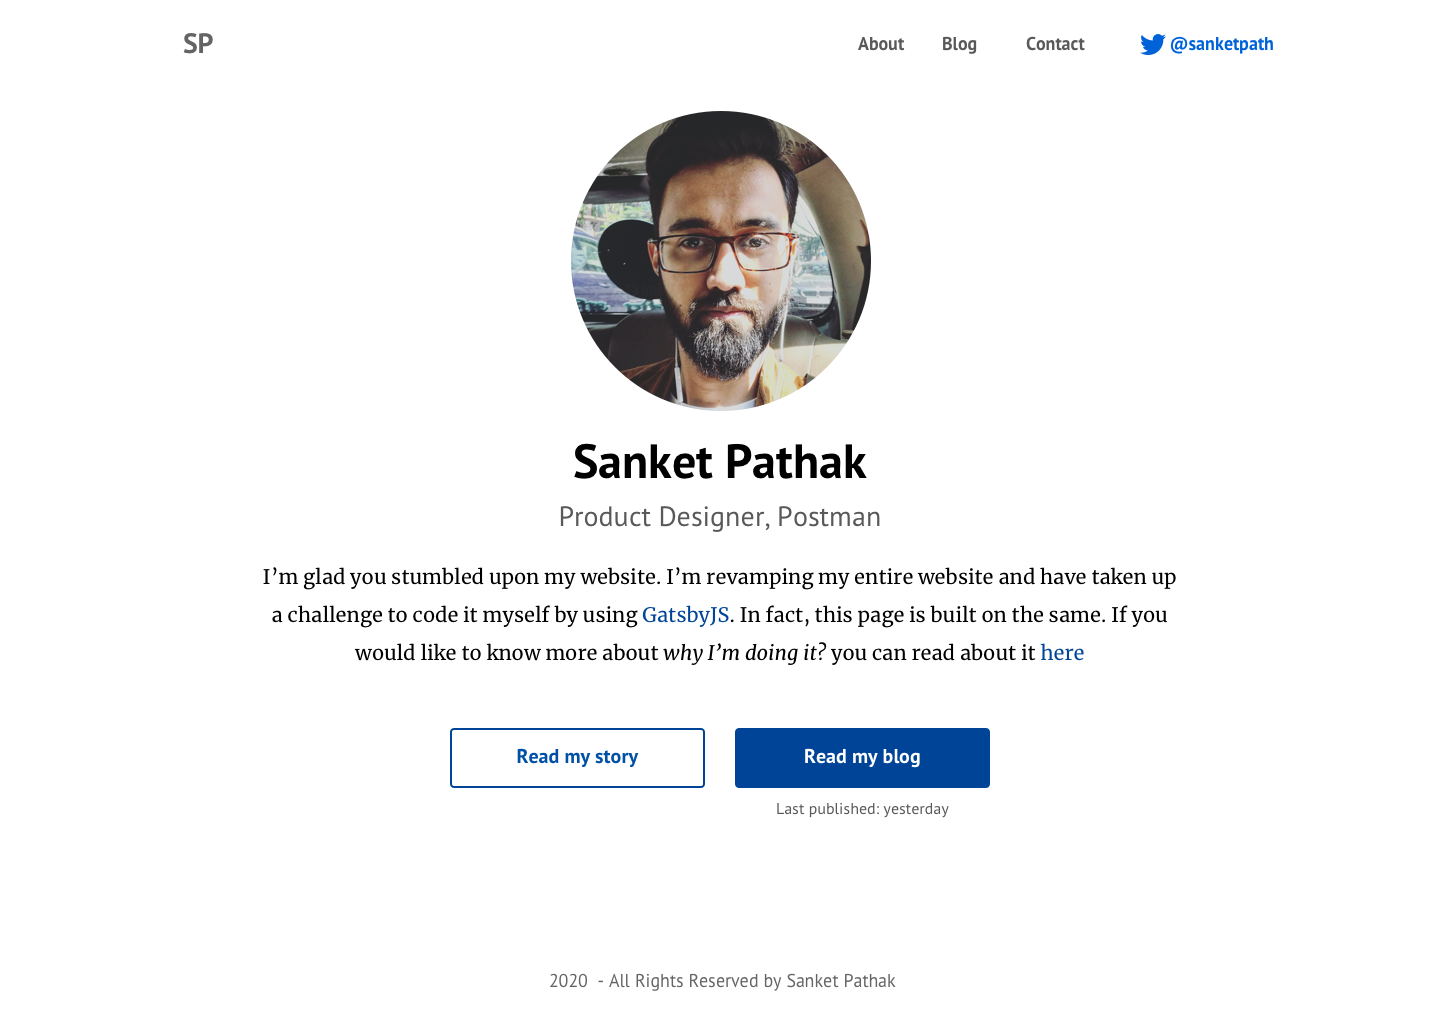 SP
About Blog Contact @sanketpath
Sanket Pathak
Product Designer, Postman
I’m glad you stumbled upon my website. I’m revamping my entire website and have taken up
a challenge to code it myself by using GatsbyJS. In fact, this page is built on the same. If you
would like to know more about why I’m doing it? you can read about it here
Read my story Read my blog
Last published: yesterday
2020 - All Rights Reserved by Sanket Pathak